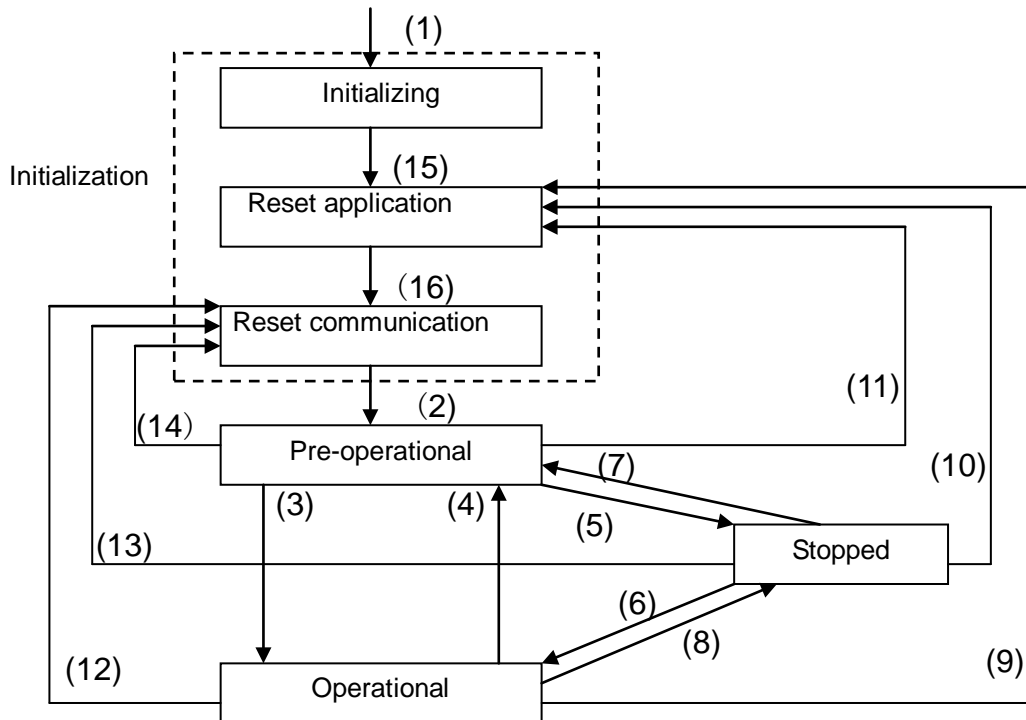 (1)
Initializing
(15)
Initialization
Reset application
（16)
Reset communication
(11)
（2)
(14）
Pre-operational
(7)
(10)
(3)
(4)
(5)
(13)
Stopped
(6)
(8)
(12)
(9)
Operational